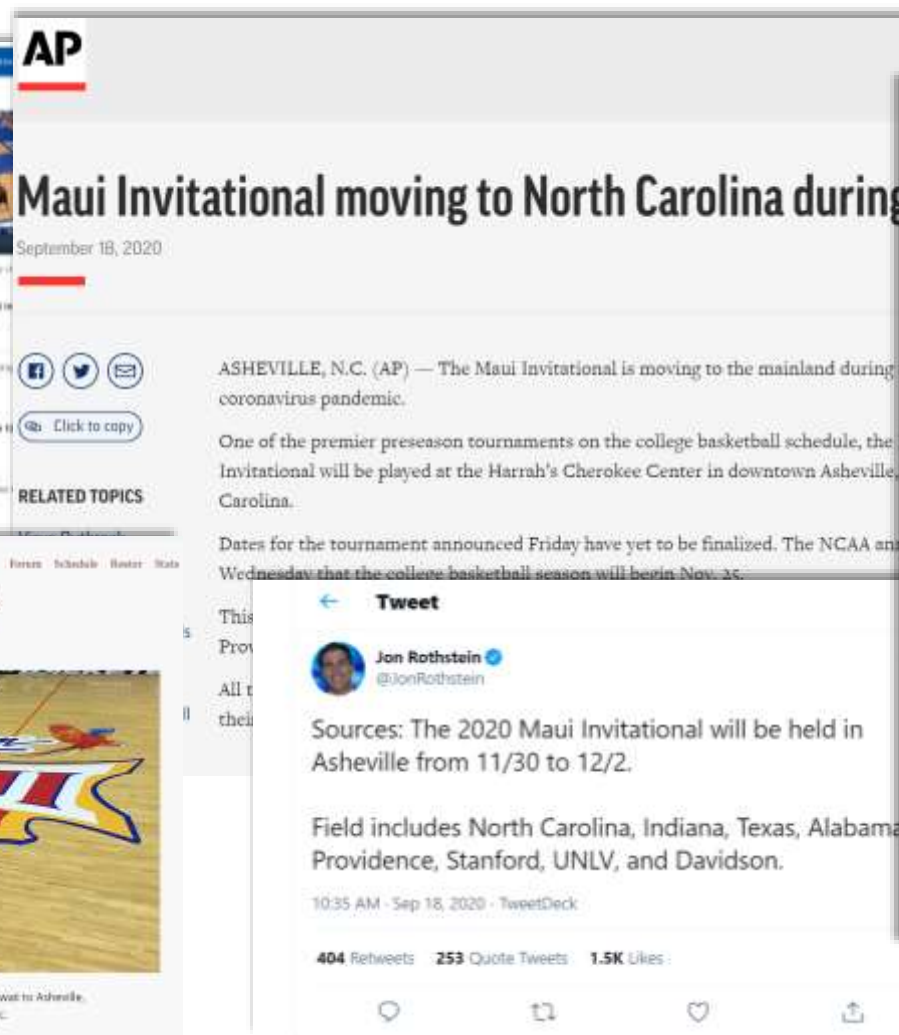 AP
Maui Invitational moving to North Carolina during
September 18, 2020
Click to copy
RELATED TOPICS
ASHEVILLE, N.C. (AP) — The Maui Invitational is moving to the mainland during
coronavirus pandemic.
One of the premier preseason tournaments on the college basketball schedule, the
Invitational will be played at the Harrah's Cherokee Center in downtown Asheville,
Carolina.
Dates for the tournament announced Friday have yet to be finalized. The NCAA
Wednesday that the college basketball season will begin Nov. 25.
This
Forum Schedule Roster Stats
Tweet
Jon Rothstein
@JonRothstein
Sources: The 2020 Maui Invitational will be held in
Asheville from 11/30 to 12/2.
Field includes North Carolina, Indiana, Texas, Alabama
Providence, Stanford, UNLV, and Davidson.
10:35 AM · Sep 18, 2020 · TweetDeck
404 Retweets 253 Quote Tweets 1.5K Likes
to Asheville,